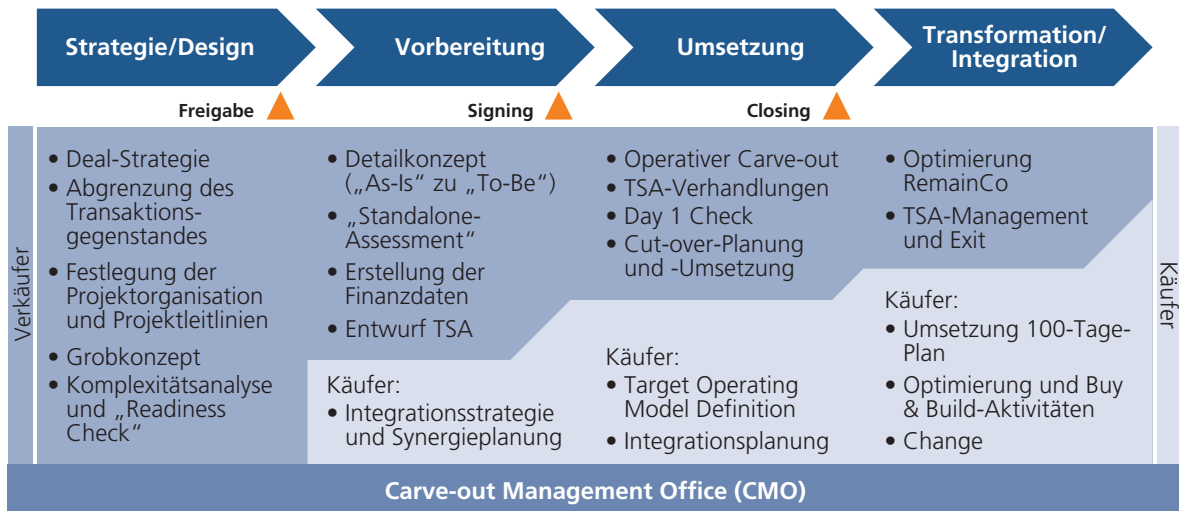 Strategie/Design
Vorbereitung
Umsetzung
Transformation/
Integration
Freigabe
Signing
Closing
Verkäufer
• Deal-Strategie
• Abgrenzung des
Transaktions-
gegenstandes
• Festlegung der
Projektorganisation
und Projektleitlinien
• Grobkonzept
• Komplexitätsanalyse
und „Readiness
Check“
• Detailkonzept
(„As-Is“ zu „To-Be“)
• „Standalone-
Assessment“
• Erstellung der
Finanzdaten
• Entwurf TSA
Käufer:
• Integrationsstrategie
und Synergieplanung
• Operativer Carve-out
• TSA-Verhandlungen
• Day 1 Check
• Cut-over-Planung
und -Umsetzung
Käufer:
• Target Operating
Model Definition
• Integrationsplanung
• Optimierung
RemainCo
• TSA-Management
und Exit
Käufer:
• Umsetzung 100-Tage-
Plan
• Optimierung und Buy
& Build-Aktivitäten
• Change
Käufer
Carve-out Management Office (CMO)